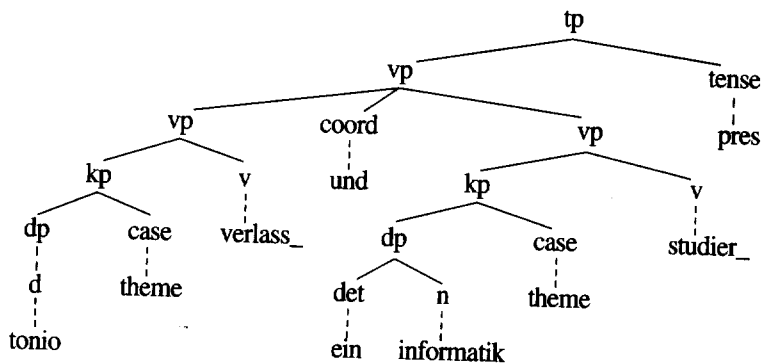 tp
vp tense
vp coord vp pres
kp v und kp v
dp case verlass_ dp case studier_
d theme det n theme
tonio ein informatik